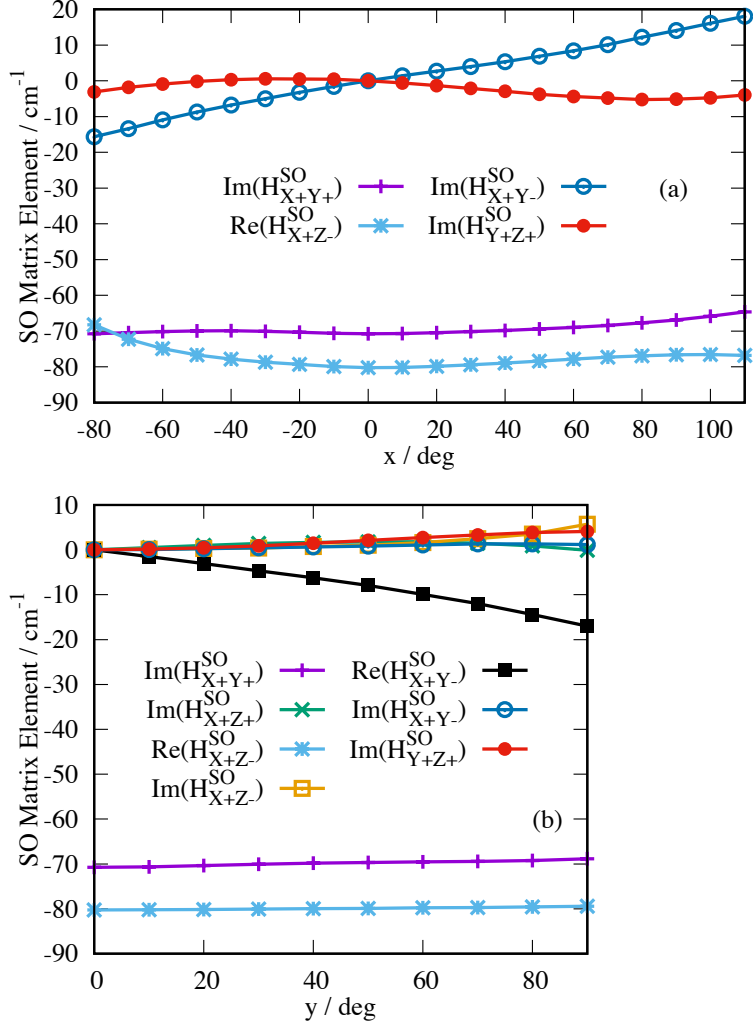 20
10
0
-10
-20
-30
-40
-50
-60
-70
-80
-90
SO Matrix Element / cm⁻¹
Im(H^SO_X+Y+) Im(H^SO_X+Y-) (a)
Re(H^SO_X+Z-) Im(H^SO_Y+Z+)
-80 -60 -40 -20 0 20 40 60 80 100
x / deg
10
0
-10
-20
-30
-40
-50
-60
-70
-80
-90
SO Matrix Element / cm⁻¹
Im(H^SO_X+Y+) Re(H^SO_X+Y-)
Im(H^SO_X+Z+) Im(H^SO_X+Y-)
Re(H^SO_X+Z-) Im(H^SO_Y+Z+)
Im(H^SO_X+Z-)
(b)
0 20 40 60 80
y / deg